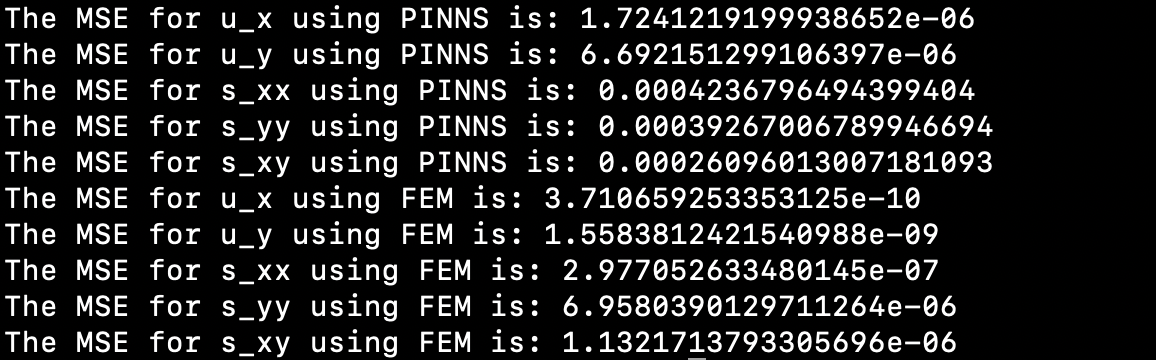 The MSE for u_x using PINNS is: 1.7241219199938652e-06
The MSE for u_y using PINNS is: 6.692151299106397e-06
The MSE for s_xx using PINNS is: 0.0004236796494399404
The MSE for s_yy using PINNS is: 0.00039267006789946694
The MSE for s_xy using PINNS is: 0.00026096013007181093
The MSE for u_x using FEM is: 3.710659253353125e-10
The MSE for u_y using FEM is: 1.5583812421540988e-09
The MSE for s_xx using FEM is: 2.977052633480145e-07
The MSE for s_yy using FEM is: 6.9580390129711264e-06
The MSE for s_xy using FEM is: 1.1321713793305696e-06